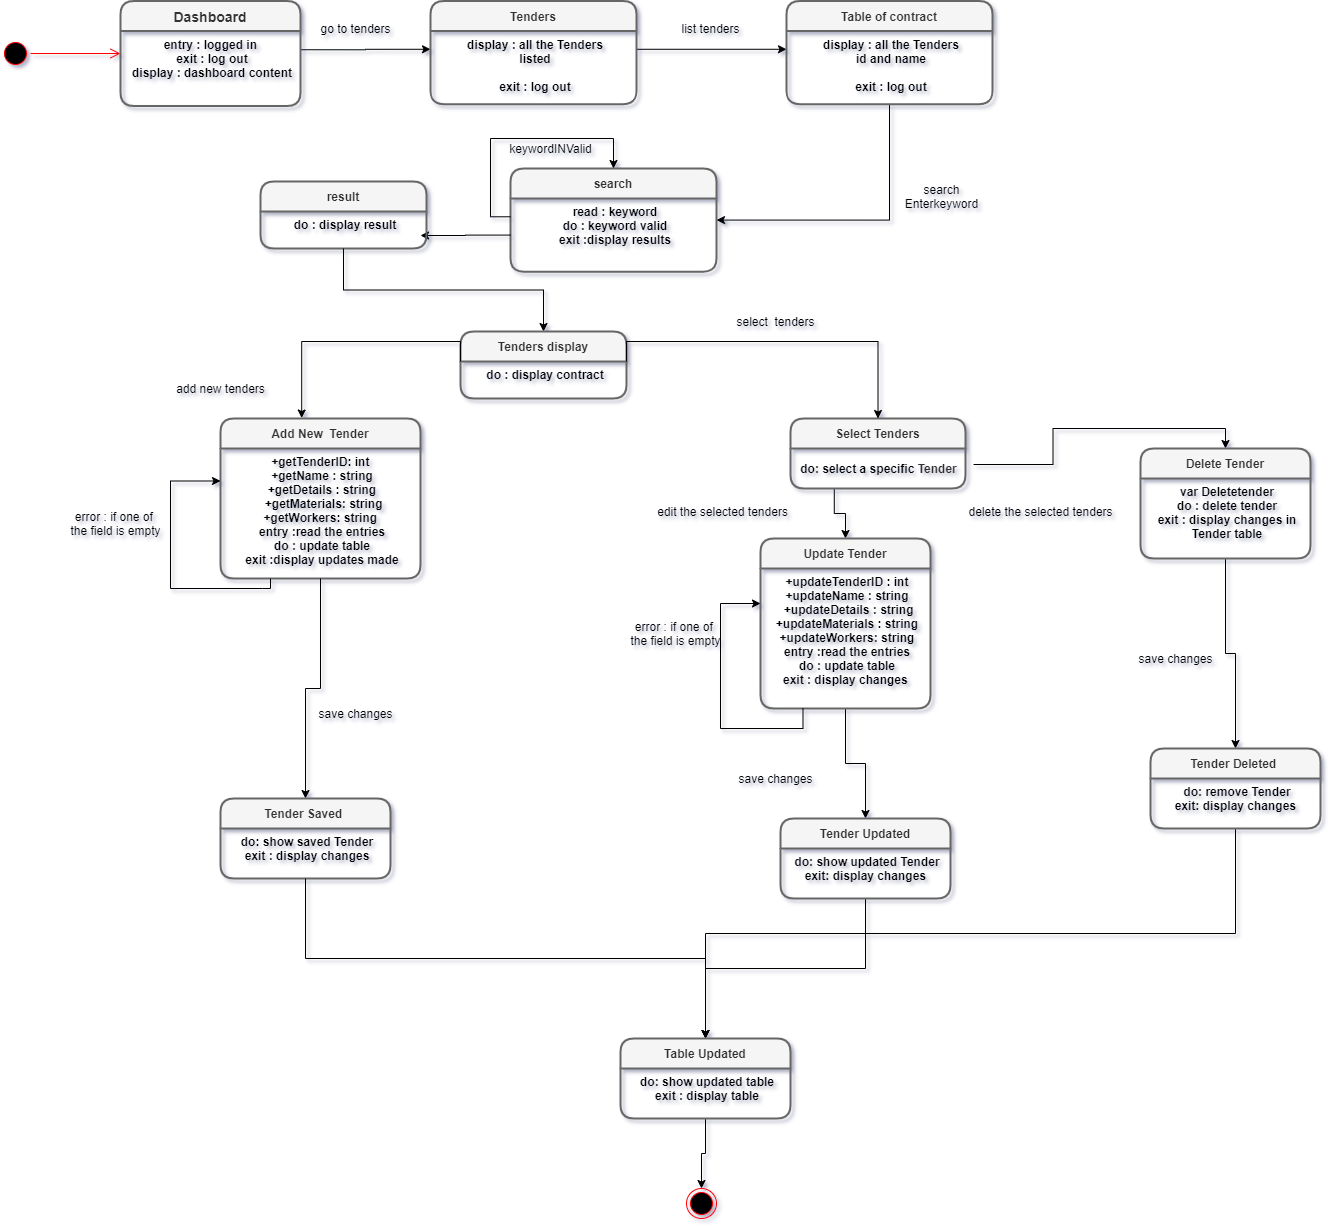 Dashboard
entry : logged in
exit : log out
display : dashboard content
go to tenders
Tenders
display : all the Tenders
listed
exit : log out
list tenders
Table of contract
display : all the Tenders
id and name
exit : log out
search
Enterkeyword
keywordINValid
search
read : keyword
do : keyword valid
exit :display results
result
do : display result
Tenders display
do : display contract
select  tenders
add new tenders
Add New  Tender
+getTenderID: int
+getName : string
+getDetails : string
+getMaterials: string
+getWorkers: string
entry :read the entries
do : update table
exit :display updates made
error : if one of
the field is empty
Select Tenders
do: select a specific Tender
edit the selected tenders
delete the selected tenders
Delete Tender
var Deletetender
do : delete tender
exit : display changes in
Tender table
Update Tender
+updateTenderID : int
+updateName : string
+updateDetails : string
+updateMaterials : string
+updateWorkers: string
entry :read the entries
do : update table
exit : display changes
error : if one of
the field is empty
save changes
save changes
save changes
Tender Saved
do: show saved Tender
exit : display changes
Tender Updated
do: show updated Tender
exit: display changes
Tender Deleted
do: remove Tender
exit: display changes
Table Updated
do: show updated table
exit : display table